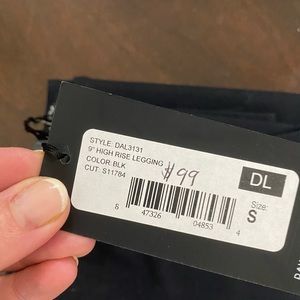 STYLE: DAL3131
9" HIGH RISE LEGGING
COLOR: BLK
CUT: S11784
$99
DL
Size:
S
8 47326 04853 4